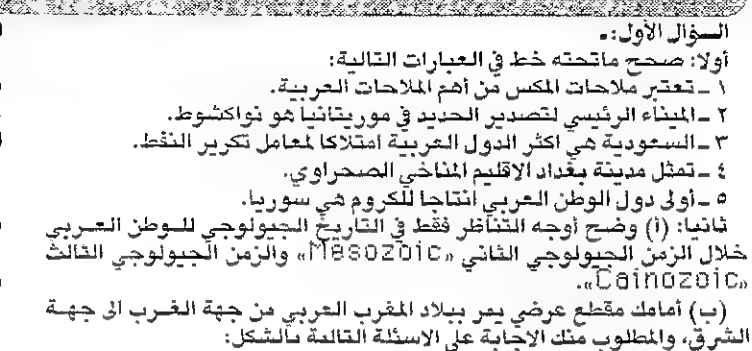 السؤال الأول:ـ
أولا: صحح ماتحته خط في العبارات التالية:
١ ـ تعتبر ملاحات المكس من أهم الملاحات العربية.
٢ ـ الميناء الرئيسي لتصدير الحديد في موريتانيا هو نواكشوط.
٣ ـ السعودية هي اكثر الدول العربية امتلاكا لمعامل تكرير النفط.
٤ ـ تمثل مدينة بغداد الاقليم المناخي الصحراوي.
٥ ـ أولى دول الوطن العربي انتاجا للكروم هي سوريا.
ثانيا: (أ) وضح أوجه التناظر فقط في التاريخ الجيولوجي للوطن العربي
خلال الزمن الجيولوجي الثاني «Mesozoic» والزمن الجيولوجي الثالث
«Cainozoic».
(ب) أمامك مقطع عرضي يمر ببلاد المغرب العربي من جهة الغرب الى جهة
الشرق، والمطلوب منك الاجابة على الاسئلة التالية بالشكل: